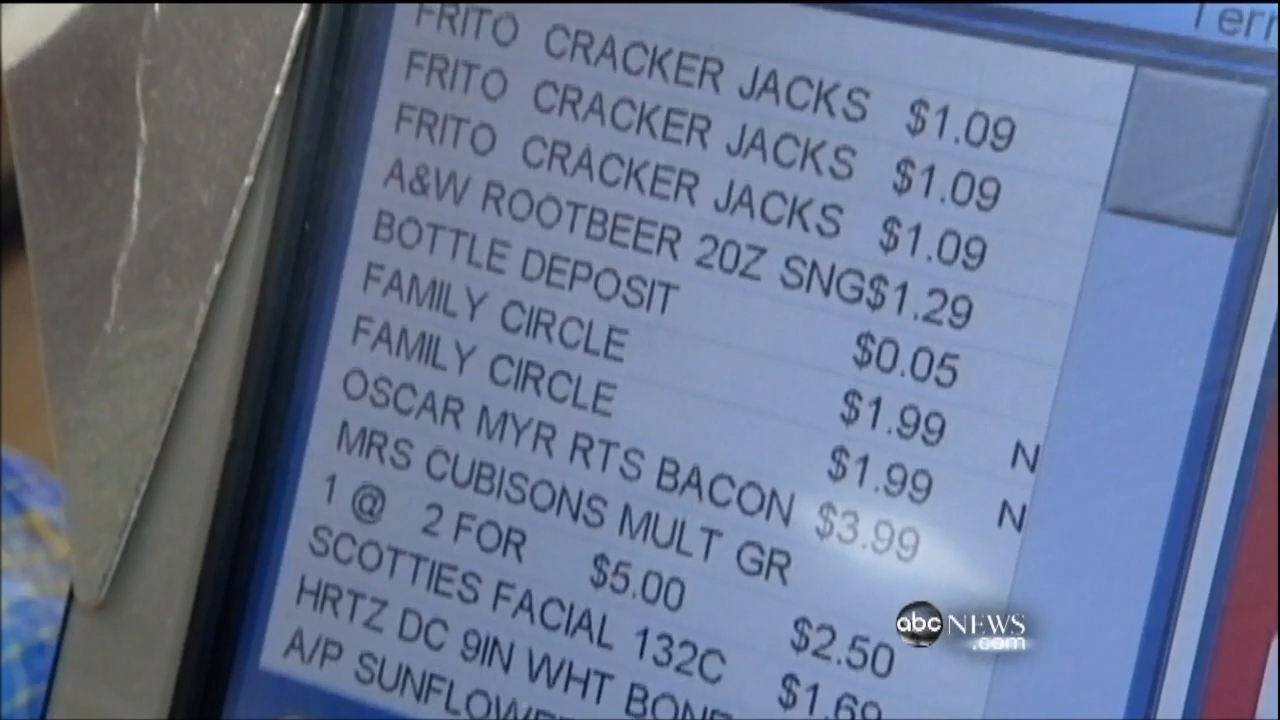 FRITO CRACKER JACKS $1.09
FRITO CRACKER JACKS $1.09
FRITO CRACKER JACKS $1.09
A&W ROOTBEER 20Z SNG$1.29
BOTTLE DEPOSIT $0.05
FAMILY CIRCLE $1.99 N
FAMILY CIRCLE $1.99 N
OSCAR MYR RTS BACON $3.99
MRS CUBISONS MULT GR
1 @ 2 FOR $5.00 $2.50
SCOTTIES FACIAL 132C $1.69
HRTZ DC 9IN WHT
A/P
abc NEWS
.com